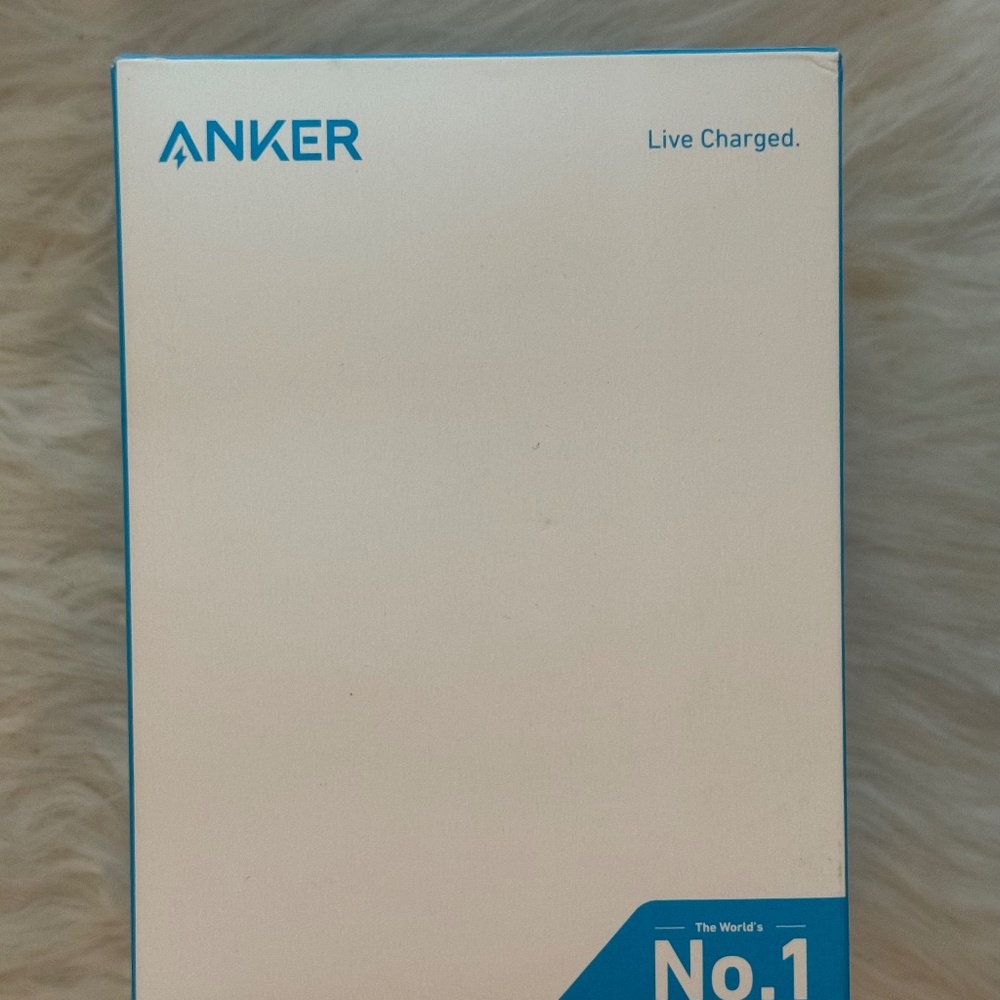 ANKER
Live Charged.
The World's
No.1